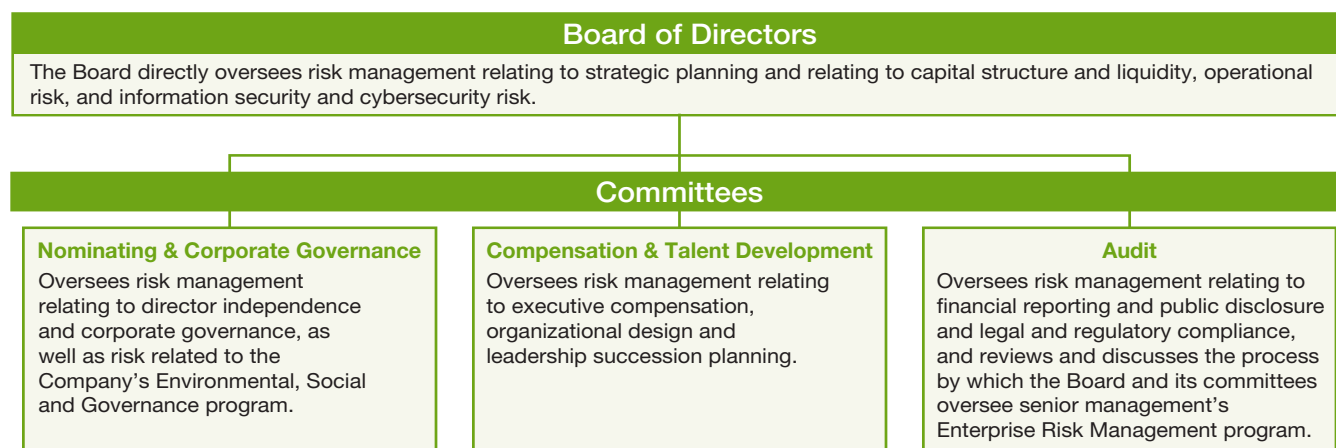 Board of Directors
The Board directly oversees risk management relating to strategic planning and relating to capital structure and liquidity, operational
risk, and information security and cybersecurity risk.
Committees
Nominating & Corporate Governance
Oversees risk management
relating to director independence
and corporate governance, as
well as risk related to the
Company’s Environmental, Social
and Governance program.
Compensation & Talent Development
Oversees risk management relating
to executive compensation,
organizational design and
leadership succession planning.
Audit
Oversees risk management relating to
financial reporting and public disclosure
and legal and regulatory compliance,
and reviews and discusses the process
by which the Board and its committees
oversee senior management’s
Enterprise Risk Management program.